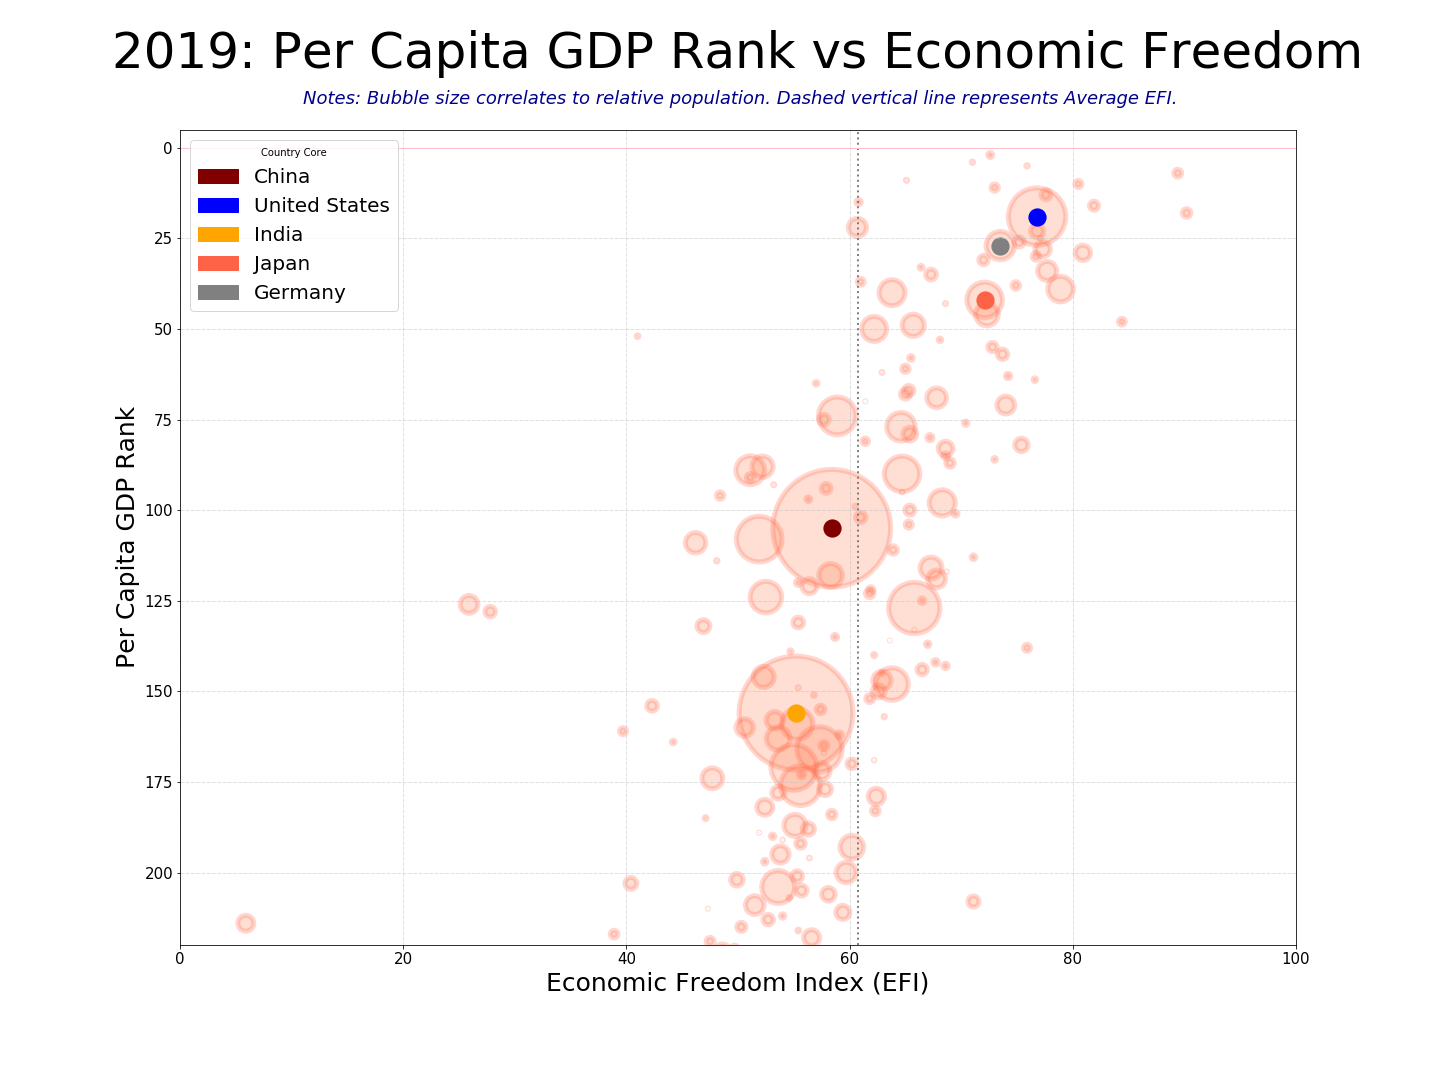 2019: Per Capita GDP Rank vs Economic Freedom
Notes: Bubble size correlates to relative population. Dashed vertical line represents Average EFI.
Country Core
China
United States
India
Japan
Germany
Per Capita GDP Rank
0
25
50
75
100
125
150
175
200
0
20
40
60
80
100
Economic Freedom Index (EFI)